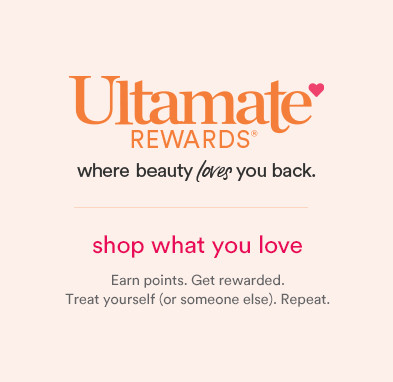 Ultamate
REWARDS®
where beauty loves you back.
shop what you love
Earn points. Get rewarded.
Treat yourself (or someone else). Repeat.